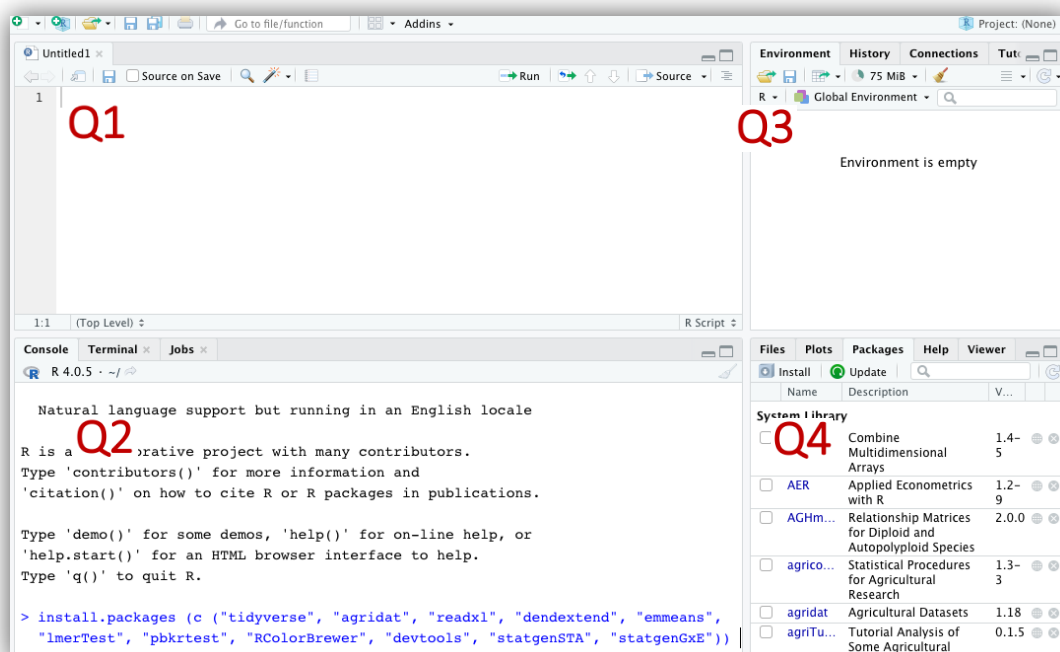 Go to file/function
Addins
Project: (None)
Untitled1
Source on Save
Run
Source
1
Q1
1:1 (Top Level)
R Script
Console Terminal Jobs
R 4.0.5 · ~/
Natural language support but running in an English locale
Q2
R is a orative project with many contributors.
Type 'contributors()' for more information and
'citation()' on how to cite R or R packages in publications.
Type 'demo()' for some demos, 'help()' for on-line help, or
'help.start()' for an HTML browser interface to help.
Type 'q()' to quit R.
> install.packages (c ("tidyverse", "agridat", "readxl", "dendextend", "emmeans",
"lmerTest", "pbkrtest", "RColorBrewer", "devtools", "statgenSTA", "statgenGxE"))
Environment History Connections Tut
75 MiB
R Global Environment
Q3
Environment is empty
Files Plots Packages Help Viewer
Install Update
Name Description V...
System Library
Q4
Combine 1.4-
Multidimensional 5
Arrays
AER Applied Econometrics 1.2-
with R 9
AGHm... Relationship Matrices 2.0.0
for Diploid and
Autopolyploid Species
agrico... Statistical Procedures 1.3-
for Agricultural 3
Research
agridat Agricultural Datasets 1.18
agriTu... Tutorial Analysis of 0.1.5
Some Agricultural